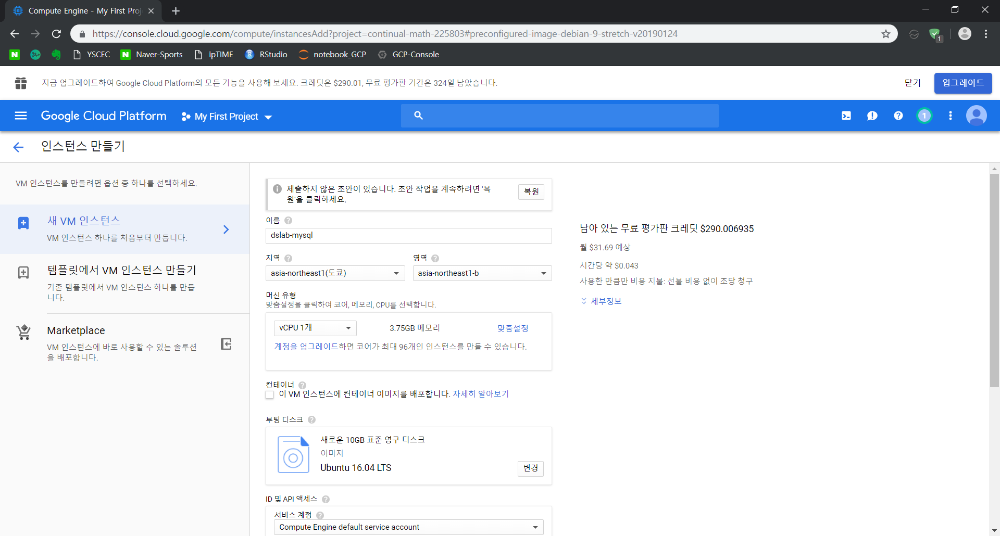 Compute Engine - My First Proj
https://console.cloud.google.com/compute/instancesAdd?project=continual-math-225803#preconfigured-image-debian-9-stretch-v20190124
1
N
YSCEC
N
Naver-Sports
ipTIME
R
RStudio
notebook_GCP
GCP-Console
지금 업그레이드하여 Google Cloud Platform의 모든 기능을 사용해 보세요. 크레딧은 $290.01, 무료 평가판 기간은 324일 남았습니다.
닫기
업그레이드
Google Cloud Platform
My First Project
1
인스턴스 만들기
VM 인스턴스를 만들려면 옵션 중 하나를 선택하세요.
새 VM 인스턴스
VM 인스턴스 하나를 처음부터 만듭니다.
템플릿에서 VM 인스턴스 만들기
기존 템플릿에서 VM 인스턴스 하나를 만듭
니다.
Marketplace
VM 인스턴스에 바로 사용할 수 있는 솔루션
을 배포합니다.
제출하지 않은 초안이 있습니다. 초안 작업을 계속하려면 '복
원'을 클릭하세요.
복원
이름
dslab-mysql
지역
영역
asia-northeast1(도쿄)
asia-northeast1-b
머신 유형
맞춤설정을 클릭하여 코어, 메모리, CPU를 선택합니다.
vCPU 1개
3.75GB 메모리
맞춤설정
계정을 업그레이드하면 코어가 최대 96개인 인스턴스를 만들 수 있습니다.
컨테이너
이 VM 인스턴스에 컨테이너 이미지를 배포합니다. 자세히 알아보기
부팅 디스크
새로운 10GB 표준 영구 디스크
이미지
Ubuntu 16.04 LTS
변경
ID 및 API 액세스
서비스 계정
Compute Engine default service account
남아 있는 무료 평가판 크레딧 $290.006935
월 $31.69 예상
시간당 약 $0.043
사용한 만큼만 비용 지불: 선불 비용 없이 초당 청구
세부정보